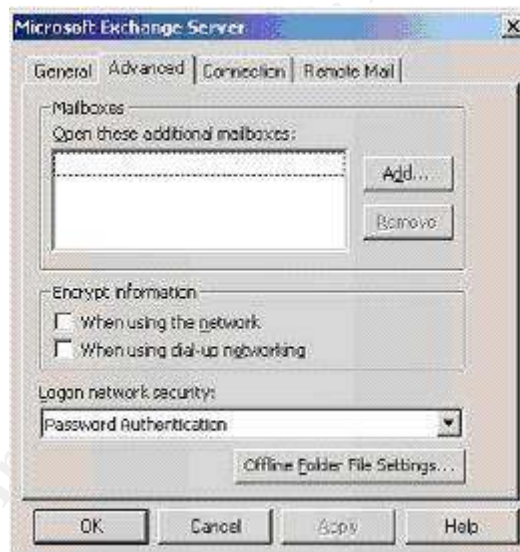 Microsoft Exchange Server
General Advanced Connection Remote Mail
Mailboxes
Open these additional mailboxes:
Add...
Remove
Encrypt information
When using the network
When using dial-up networking
Logon network security:
Password Authentication
Offline Folder File Settings...
OK Cancel Apply Help